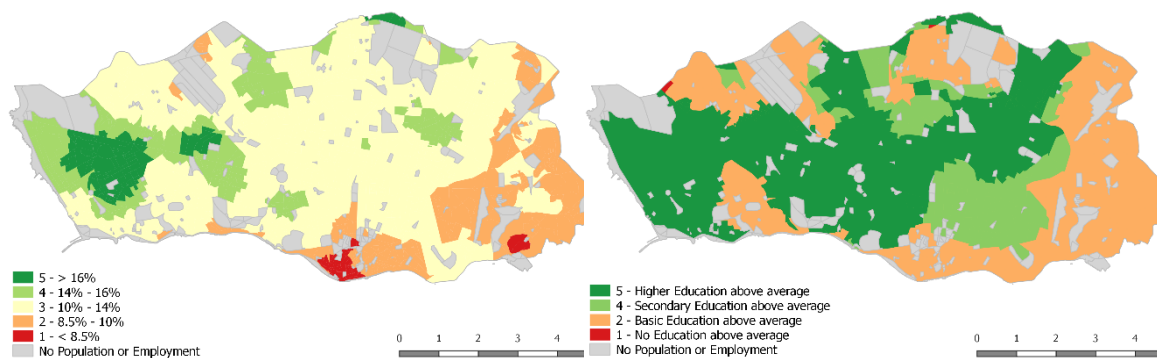 5 - > 16%
4 - 14% - 16%
3 - 10% - 14%
2 - 8.5% - 10%
1 - < 8.5%
No Population or Employment
0 1 2 3 4
5 - Higher Education above average
4 - Secondary Education above average
2 - Basic Education above average
1 - No Education above average
No Population or Employment
0 1 2 3 4